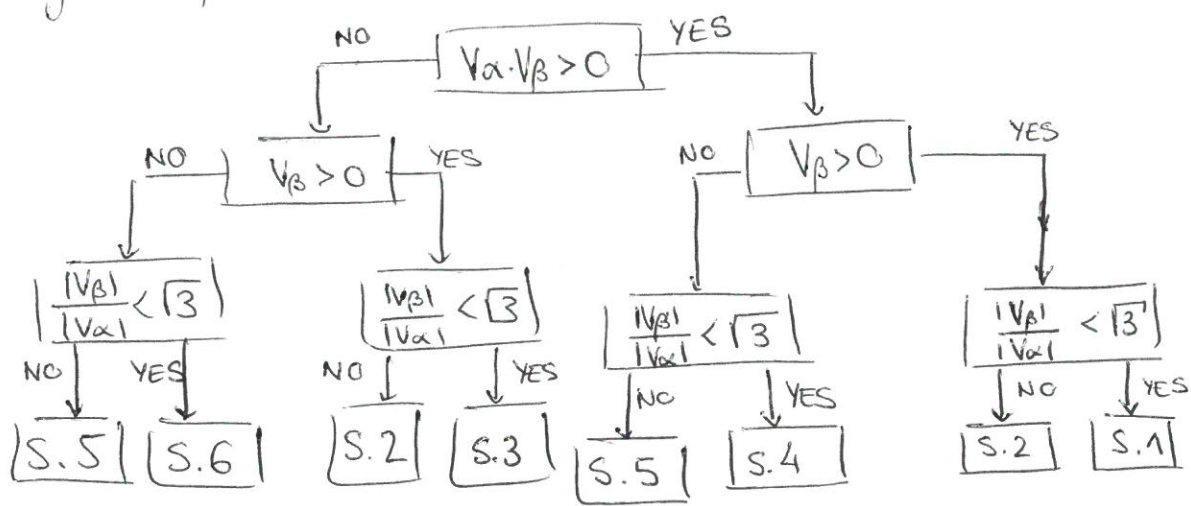 NO Vα.Vβ > 0 YES
NO Vβ > 0 YES NO Vβ > 0 YES
|Vβ|/|Vα| < √3 |Vβ|/|Vα| < √3 |Vβ|/|Vα| < √3 |Vβ|/|Vα| < √3
NO YES NO YES NO YES NO YES
S.5 S.6 S.2 S.3 S.5 S.4 S.2 S.1